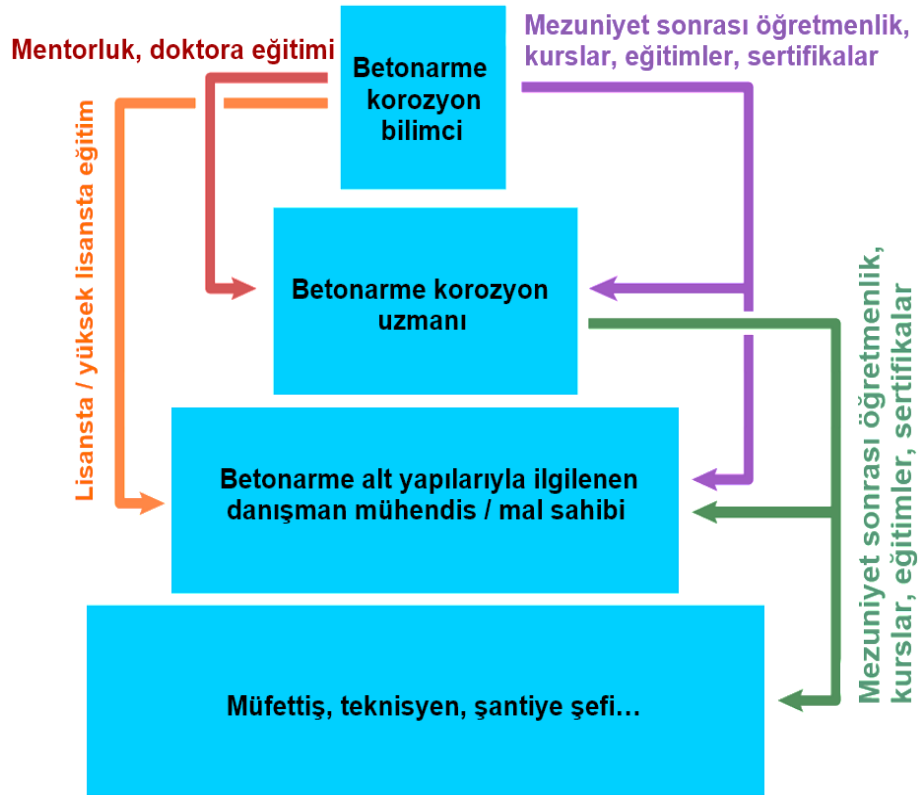 Mentorluk, doktora eğitimi
Mezuniyet sonrası öğretmenlik,
kurslar, eğitimler, sertifikalar
Betonarme
korozyon
bilimci
Lisansta / yüksek lisansta eğitim
Betonarme korozyon
uzmanı
Mezuniyet sonrası öğretmenlik,
kurslar, eğitimler, sertifikalar
Betonarme alt yapılarıyla ilgilenen
danışman mühendis / mal sahibi
Müfettiş, teknisyen, şantiye şefi…